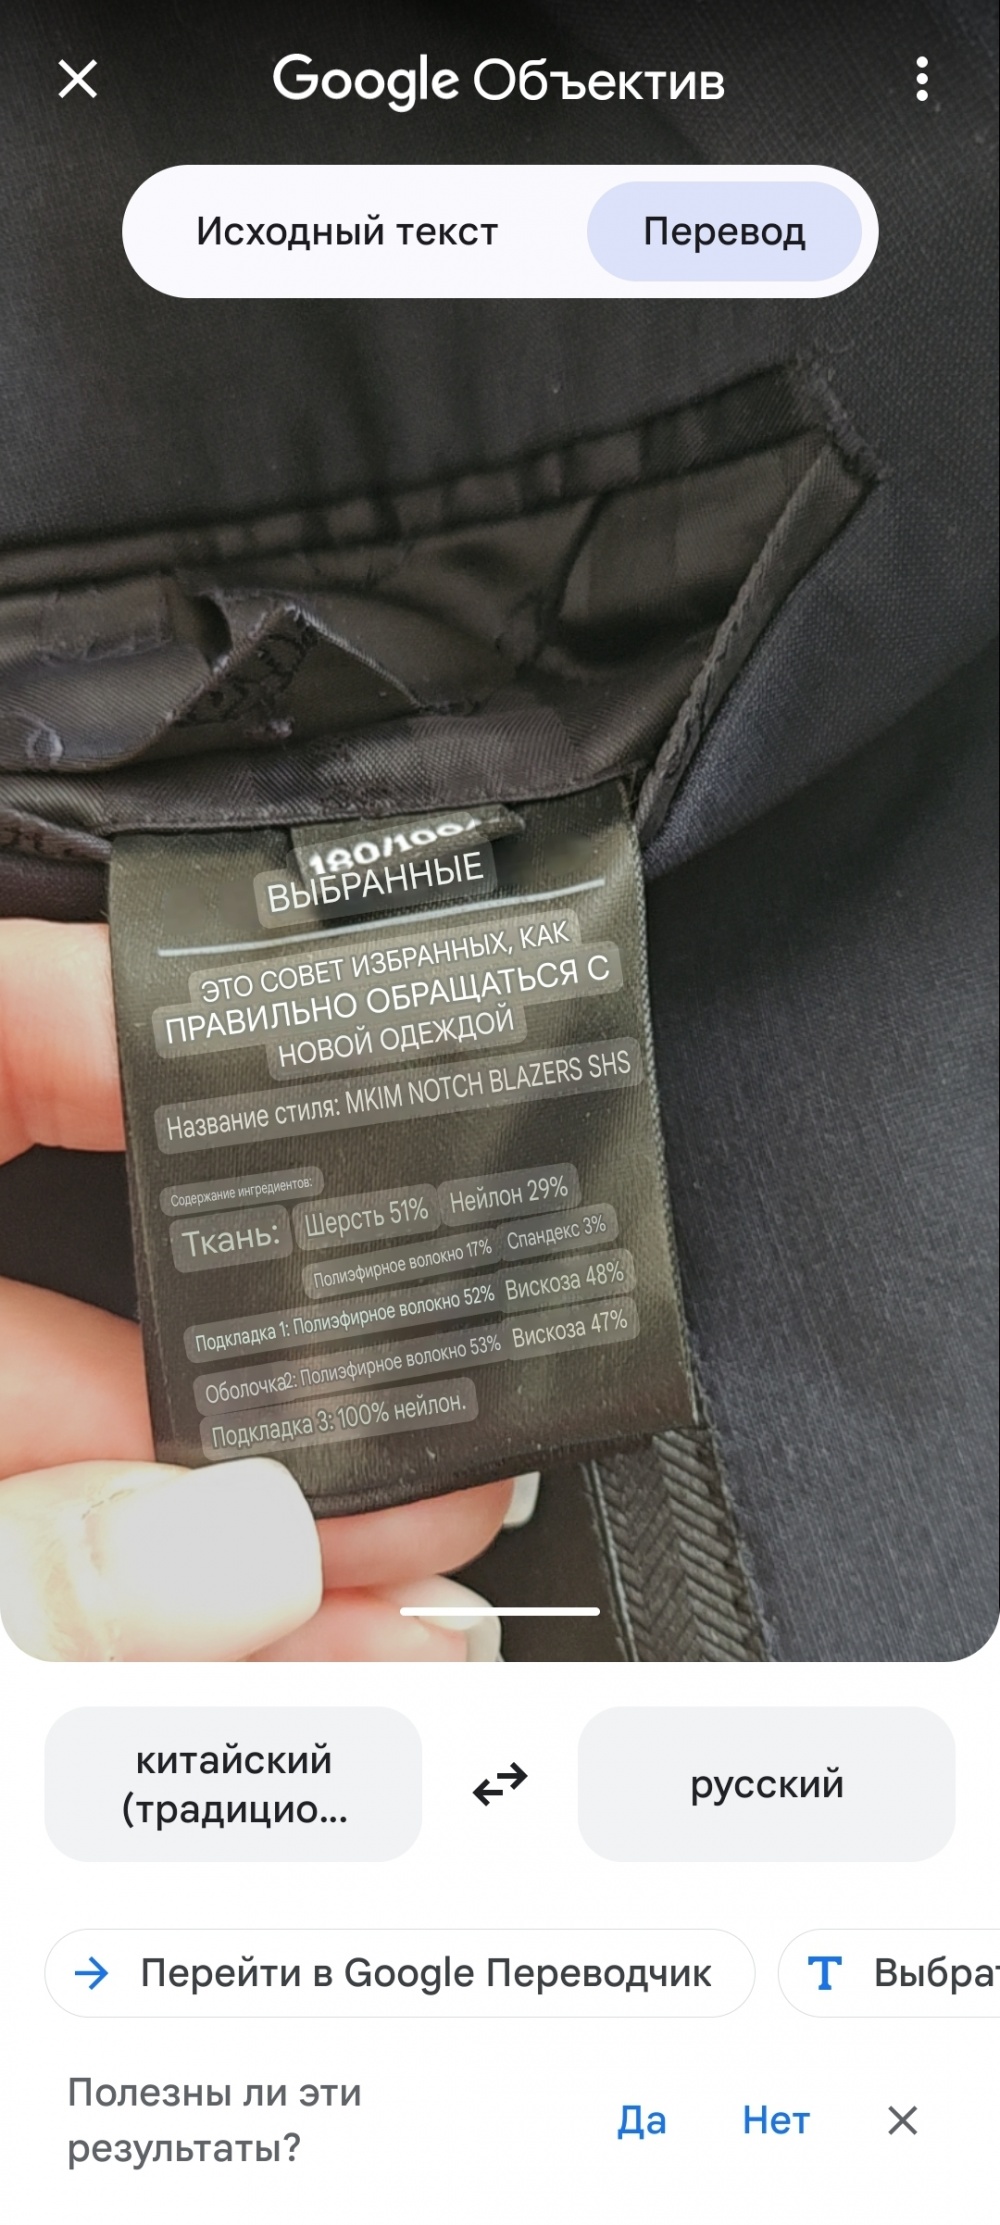 Google Объектив
Исходный текст
Перевод
180/100
ВЫБРАННЫЕ
ЭТО СОВЕТ ИЗБРАННЫХ, КАК
ПРАВИЛЬНО ОБРАЩАТЬСЯ С
НОВОЙ ОДЕЖДОЙ
Название стиля: MKIM NOTCH BLAZERS SHS
Содержание ингредиентов:
Ткань: Шерсть 51% Нейлон 29%
Полиэфирное волокно 17% Спандекс 3%
Подкладка 1: Полиэфирное волокно 52% Вискоза 48%
Оболочка2: Полиэфирное волокно 53% Вискоза 47%
Подкладка 3: 100% нейлон.
китайский
(традицио...
русский
Перейти в Google Переводчик
Выбрат
Полезны ли эти
результаты?
Да
Нет